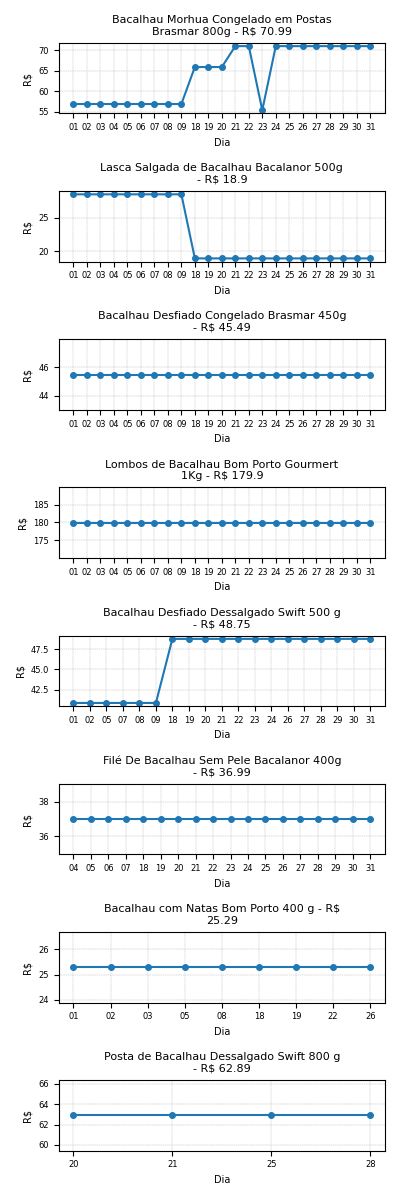 Bacalhau Morhua Congelado em Postas
Brasmar 800g - R$ 70.99
70
65
60
55
R$
01 02 03 04 05 06 07 08 09 18 19 20 21 22 23 24 25 26 27 28 29 30 31
Dia
Lasca Salgada de Bacalhau Bacalanor 500g
- R$ 18.9
25
20
R$
01 02 03 04 05 06 07 08 09 18 19 20 21 22 23 24 25 26 27 28 29 30 31
Dia
Bacalhau Desfiado Congelado Brasmar 450g
- R$ 45.49
46
44
R$
01 02 03 04 05 06 07 08 09 18 19 20 21 22 23 24 25 26 27 28 29 30 31
Dia
Lombos de Bacalhau Bom Porto Gourmert
1Kg - R$ 179.9
185
180
175
R$
01 02 03 04 05 06 07 08 09 18 19 20 21 22 23 24 25 26 27 28 29 30 31
Dia
Bacalhau Desfiado Dessalgado Swift 500 g
- R$ 48.75
47.5
45.0
42.5
R$
01 02 05 07 08 09 18 19 20 21 22 23 24 26 27 28 29 30 31
Dia
Filé De Bacalhau Sem Pele Bacalanor 400g
- R$ 36.99
38
36
R$
04 05 06 07 18 19 20 21 22 23 24 25 26 27 28 29 30 31
Dia
Bacalhau com Natas Bom Porto 400 g - R$
25.29
26
25
24
R$
01 02 03 05 08 18 19 22 26
Dia
Posta de Bacalhau Dessalgado Swift 800 g
- R$ 62.89
66
64
62
60
R$
20 21 25 28
Dia